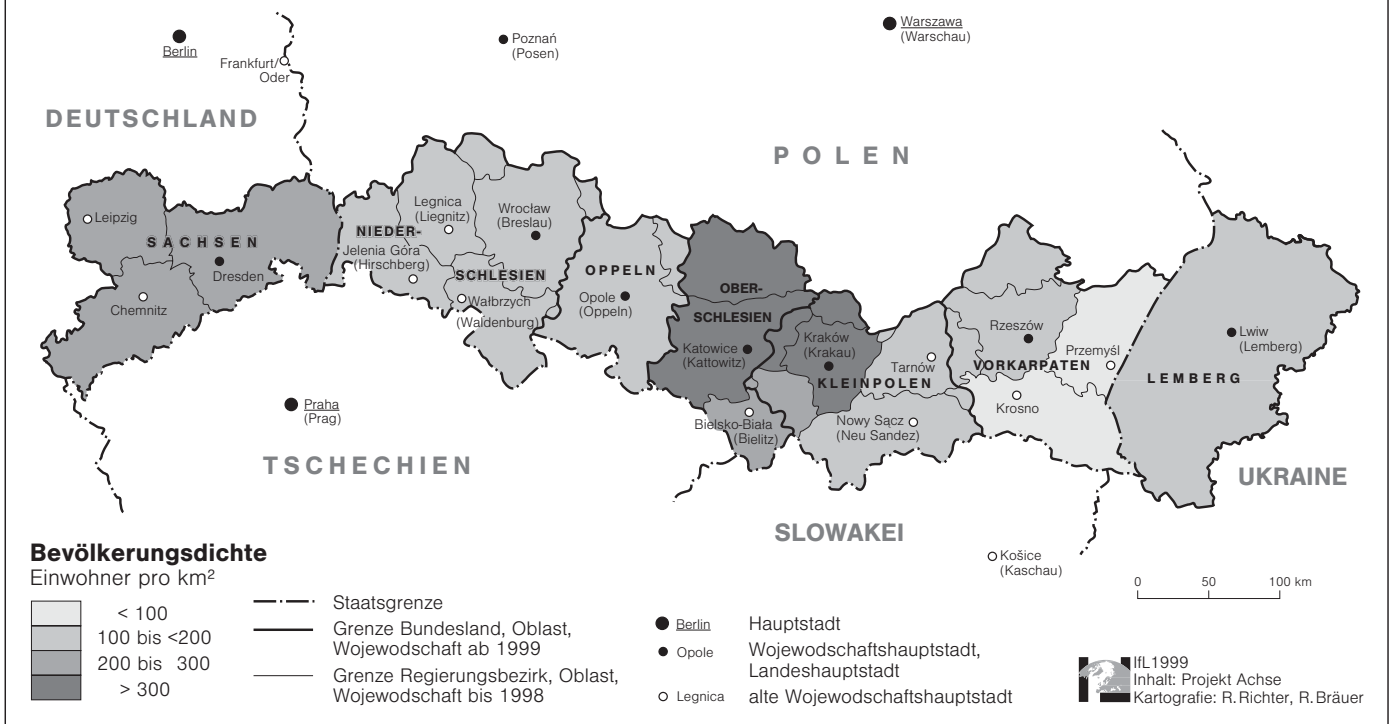 Berlin
Frankfurt/
Oder
Poznań
(Posen)
Warszawa
(Warschau)
DEUTSCHLAND
POLEN
Leipzig
SACHSEN
Dresden
Chemnitz
Legnica
(Liegnitz)
Wrocław
(Breslau)
NIEDER-
Jelenia Góra
(Hirschberg)
SCHLESIEN
Wałbrzych
(Waldenburg)
OPPELN
Opole
(Oppeln)
OBER-
SCHLESIEN
Katowice
(Kattowitz)
Kraków
(Krakau)
KLEINPOLEN
Tarnów
Bielsko-Biała
(Bielitz)
Nowy Sącz
(Neu Sandez)
Rzeszów
Przemyśl
VORKARPATEN
Krosno
Lwiw
(Lemberg)
LEMBERG
Praha
(Prag)
TSCHECHIEN
UKRAINE
SLOWAKEI
Košice
(Kaschau)
0 50 100 km
Bevölkerungsdichte
Einwohner pro km²
< 100
100 bis <200
200 bis 300
> 300
Staatsgrenze
Grenze Bundesland, Oblast,
Wojewodschaft ab 1999
Grenze Regierungsbezirk, Oblast,
Wojewodschaft bis 1998
Berlin Hauptstadt
Opole Wojewodschaftshauptstadt,
Landeshauptstadt
Legnica alte Wojewodschaftshauptstadt
IfL1999
Inhalt: Projekt Achse
Kartografie: R.Richter, R.Bräuer